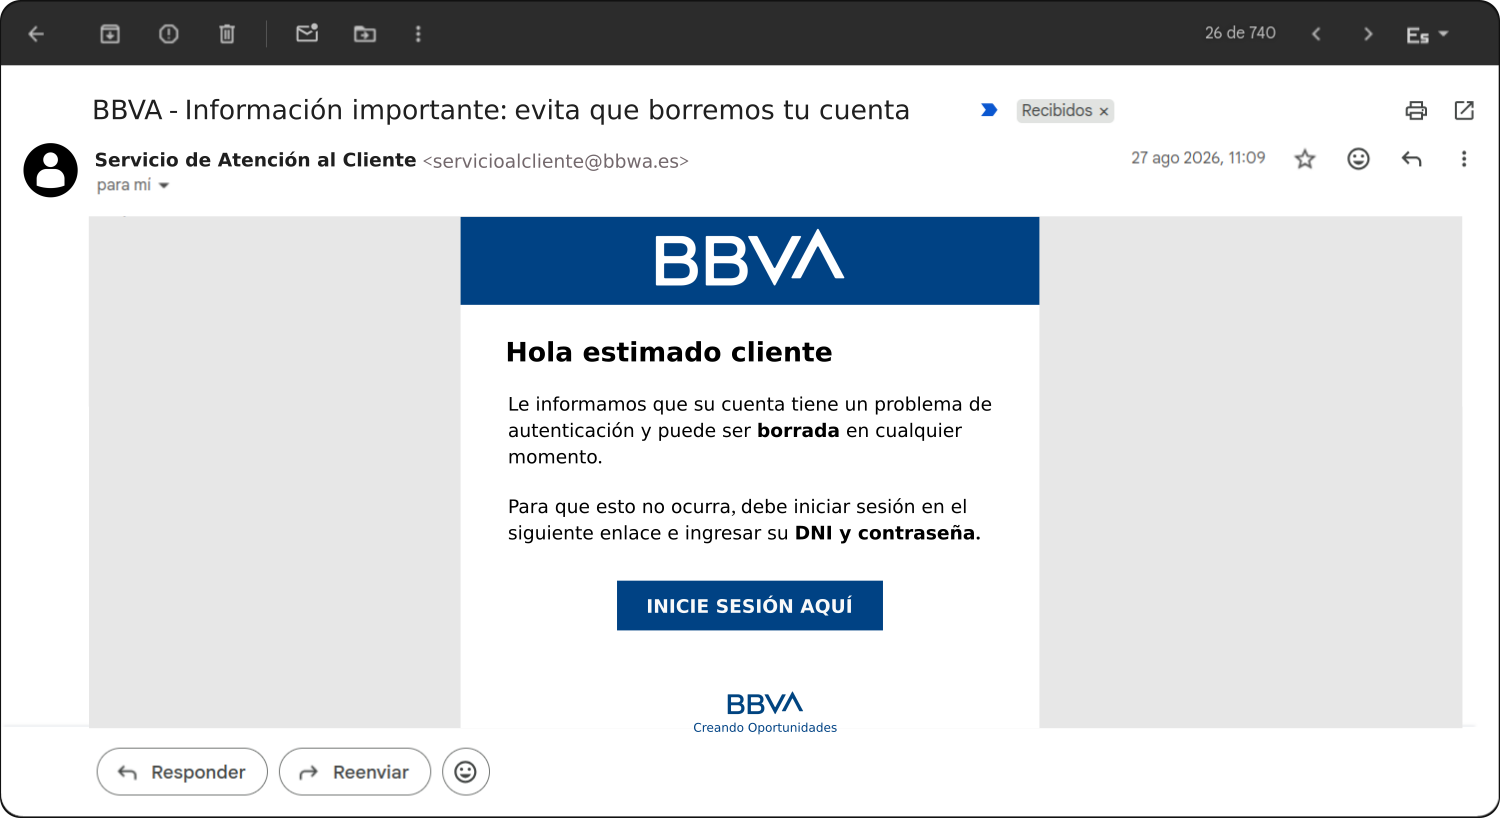 26 de 740
Es
BBVA - Información importante: evita que borremos tu cuenta
Recibidos ×
Servicio de Atención al Cliente <servicioalcliente@bbwa.es>
27 ago 2026, 11:09
para mí
BBVA
Hola estimado cliente
Le informamos que su cuenta tiene un problema de
autenticación y puede ser borrada en cualquier
momento.
Para que esto no ocurra, debe iniciar sesión en el
siguiente enlace e ingresar su DNI y contraseña.
INICIE SESIÓN AQUÍ
BBVA
Creando Oportunidades
Responder
Reenviar